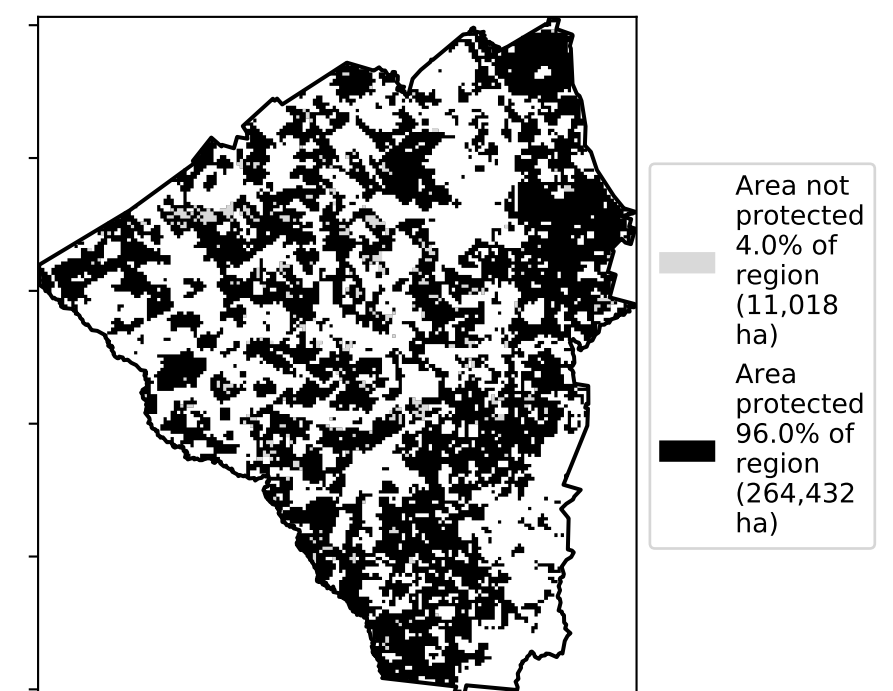 Area not
protected
4.0% of
region
(11,018
ha)
Area
protected
96.0% of
region
(264,432
ha)